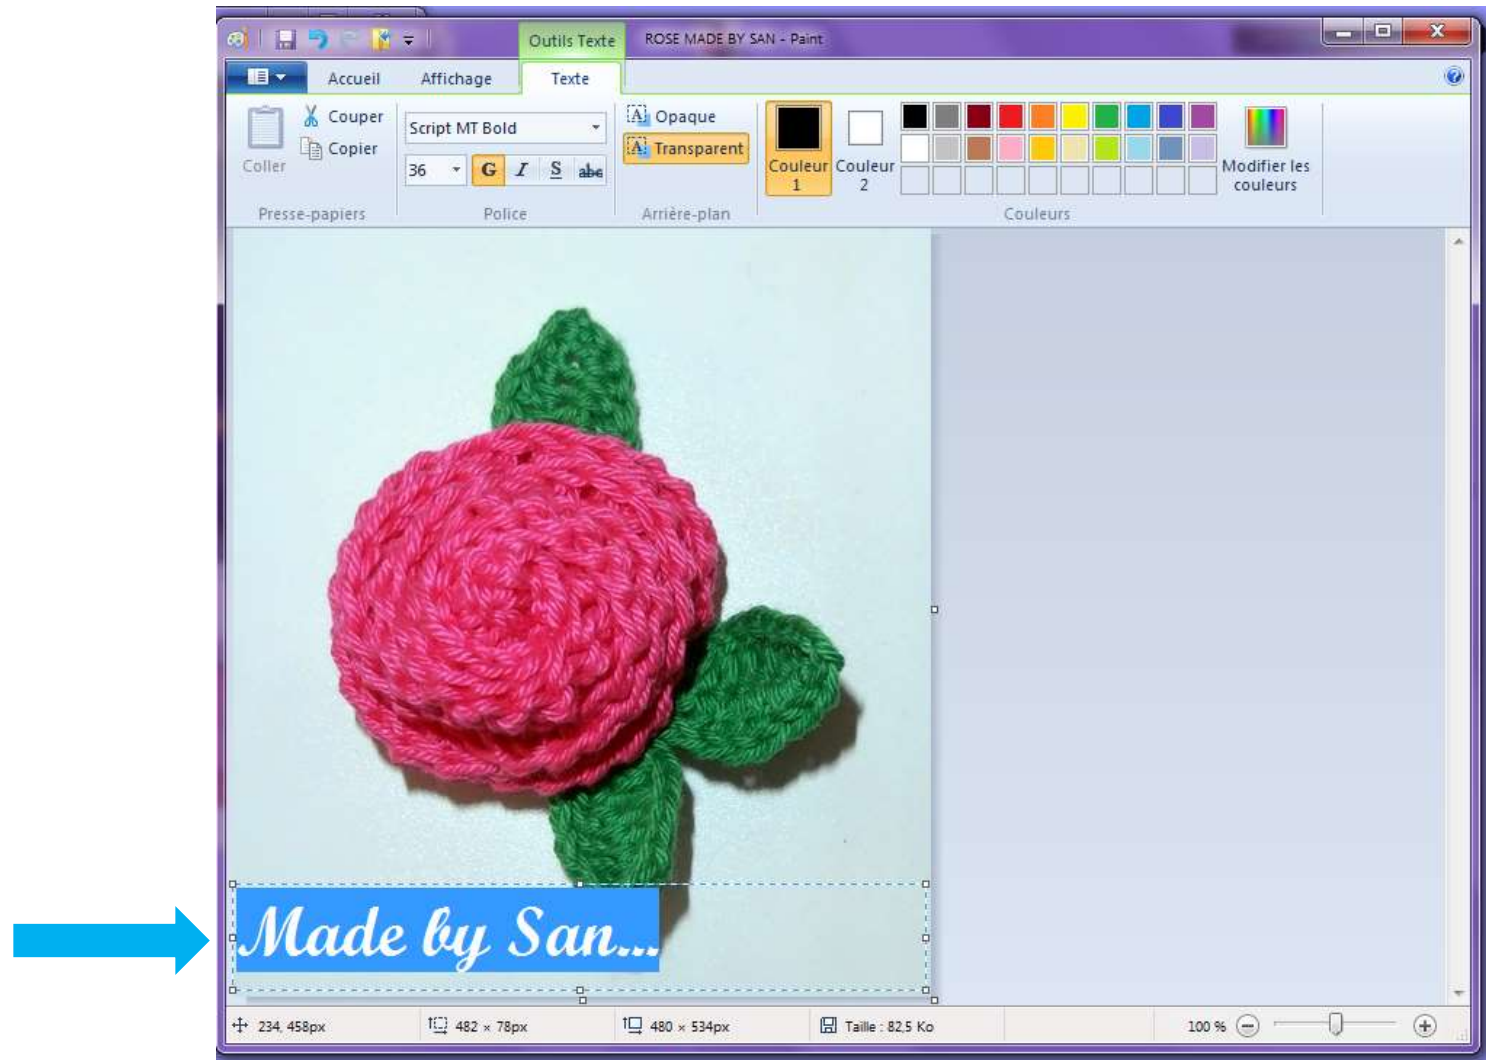 Outils Texte
ROSE MADE BY SAN - Paint
Accueil
Affichage
Texte
Coller
Couper
Copier
Presse-papiers
Script MT Bold
36
G I S abc
Police
Opaque
Transparent
Arrière-plan
Couleur 1
Couleur 2
Modifier les couleurs
Couleurs
Made by San...
234, 458px
482 × 78px
480 × 534px
Taille : 82,5 Ko
100 %